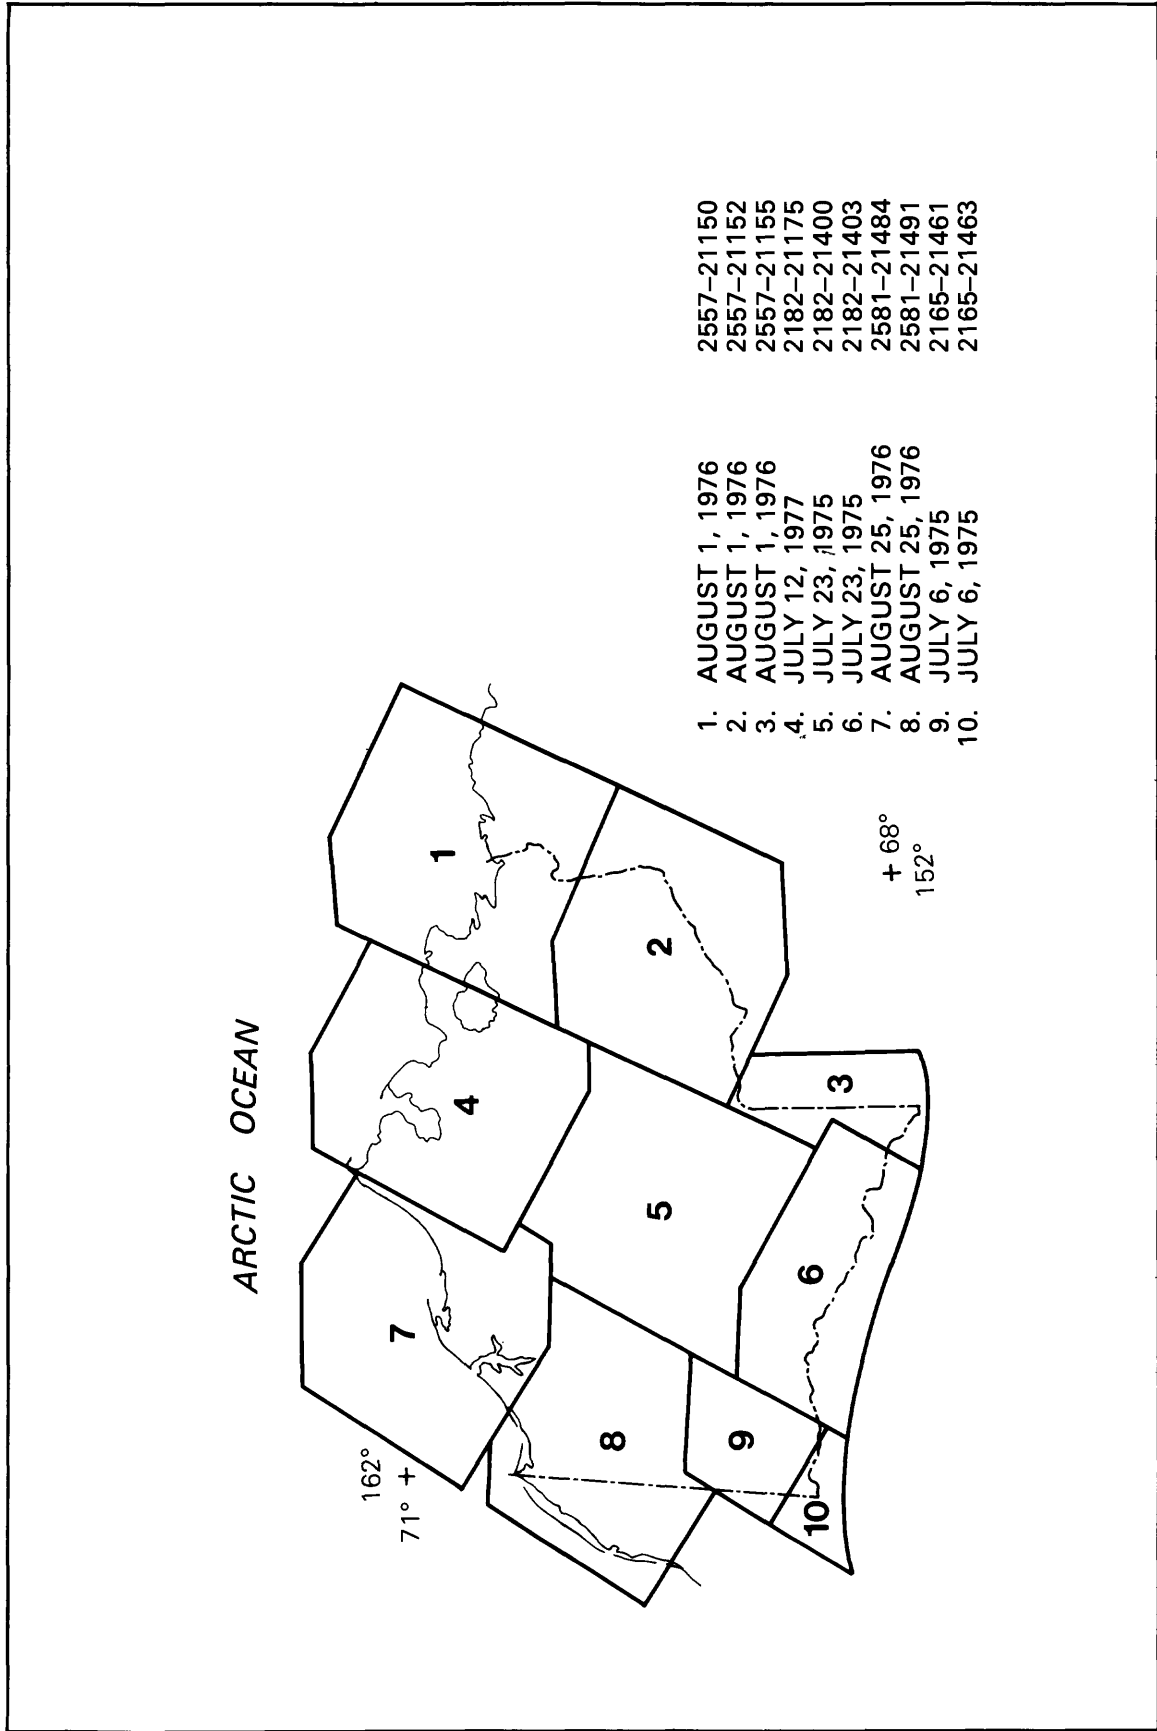 ARCTIC OCEAN
162°
71° +
7
4
1
8
5
2
9
6
3
10
+ 68°
152°
1. AUGUST 1, 1976 2557–21150
2. AUGUST 1, 1976 2557–21152
3. AUGUST 1, 1976 2557–21155
4. JULY 12, 1977 2182–21175
5. JULY 23, 1975 2182–21400
6. JULY 23, 1975 2182–21403
7. AUGUST 25, 1976 2581–21484
8. AUGUST 25, 1976 2581–21491
9. JULY 6, 1975 2165–21461
10. JULY 6, 1975 2165–21463